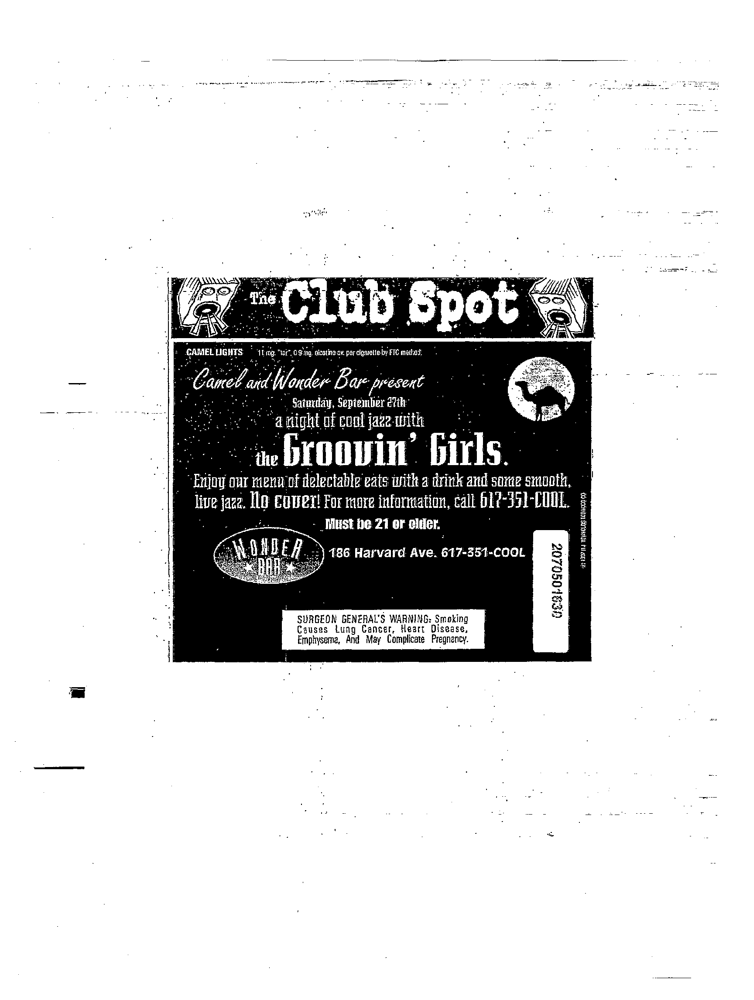 The Club Spot
CAMEL LIGHTS 11 mg. "tar", 0.9 mg. nicotine av. per cigarette by FTC method.
Camel and Wonder Bar present
Saturday, September 27th
a night of cool jazz with
the Groovin' Girls.
Enjoy our menu of delectable eats with a drink and some smooth,
live jazz. No cover! For more information, call 617-351-COOL.
Must be 21 or older.
WONDER
BAR
186 Harvard Ave. 617-351-COOL
SURGEON GENERAL'S WARNING: Smoking
Causes Lung Cancer, Heart Disease,
Emphysema, And May Complicate Pregnancy.
2070501630